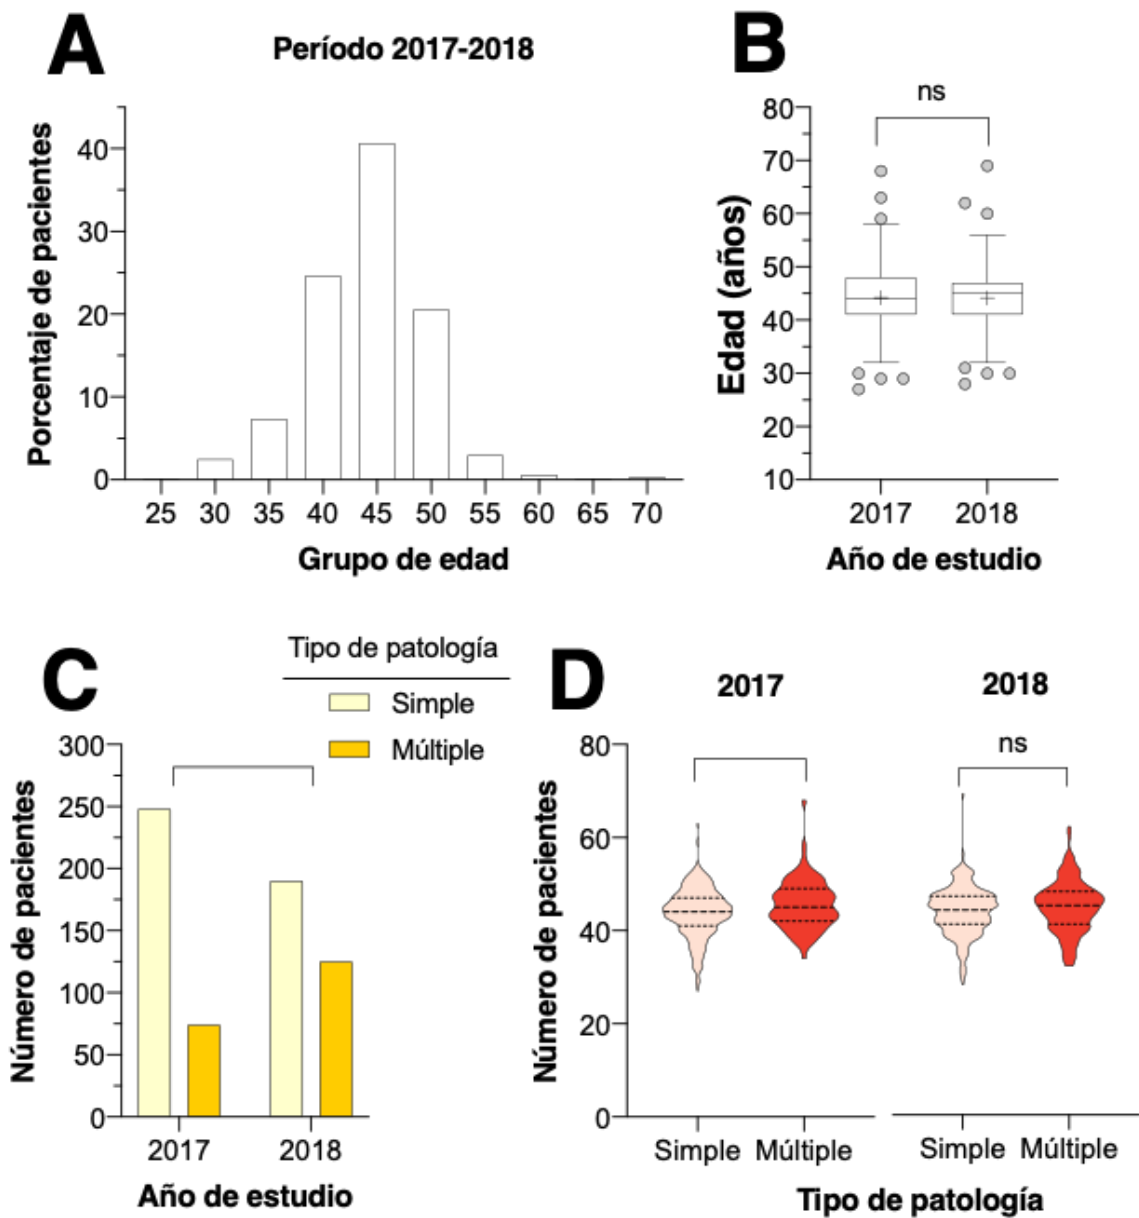 A
Período 2017-2018
Porcentaje de pacientes
40
30
20
10
0
25 30 35 40 45 50 55 60 65 70
Grupo de edad
B
ns
Edad (años)
80
70
60
50
40
30
20
10
2017 2018
Año de estudio
C
Tipo de patología
Simple
Múltiple
Número de pacientes
300
250
200
150
100
50
0
2017 2018
Año de estudio
D
2017 2018
ns
Número de pacientes
80
60
40
20
0
Simple Múltiple Simple Múltiple
Tipo de patología